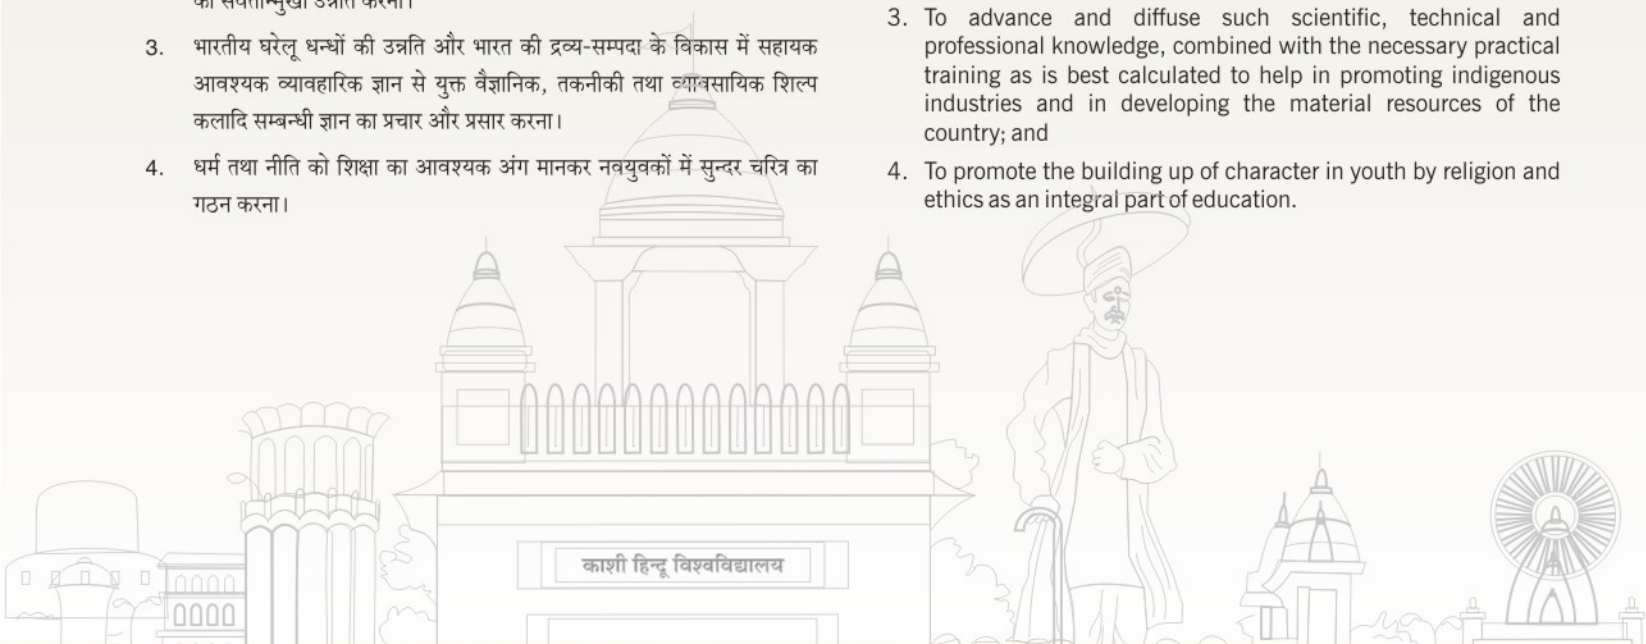 3. भारतीय घरेलू धन्धों की उन्नति और भारत की द्रव्य-सम्पदा के विकास में सहायक
आवश्यक व्यावहारिक ज्ञान से युक्त वैज्ञानिक, तकनीकी तथा व्यावसायिक शिल्प
कलादि सम्बन्धी ज्ञान का प्रचार और प्रसार करना।
4. धर्म तथा नीति को शिक्षा का आवश्यक अंग मानकर नवयुवकों में सुन्दर चरित्र का
गठन करना।
3. To advance and diffuse such scientific, technical and
professional knowledge, combined with the necessary practical
training as is best calculated to help in promoting indigenous
industries and in developing the material resources of the
country; and
4. To promote the building up of character in youth by religion and
ethics as an integral part of education.
काशी हिन्दू विश्वविद्यालय